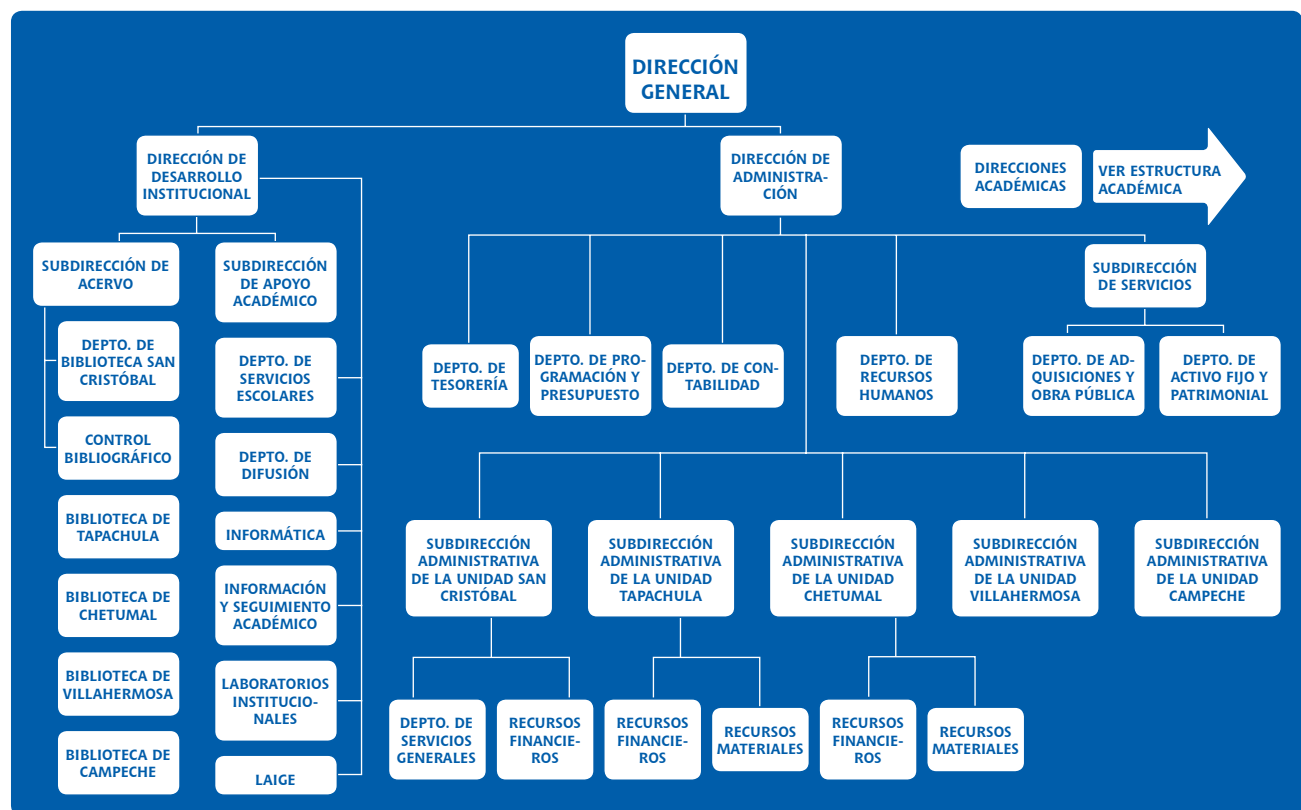 DIRECCIÓN
GENERAL
DIRECCIÓN DE
DESARROLLO
INSTITUCIONAL
DIRECCIÓN DE
ADMINISTRA-
CIÓN
DIRECCIONES
ACADÉMICAS
VER ESTRUCTURA
ACADÉMICA
SUBDIRECCIÓN DE
ACERVO
SUBDIRECCIÓN
DE APOYO
ACADÉMICO
SUBDIRECCIÓN
DE SERVICIOS
DEPTO. DE
BIBLIOTECA SAN
CRISTÓBAL
CONTROL
BIBLIOGRÁFICO
BIBLIOTECA DE
TAPACHULA
BIBLIOTECA DE
CHETUMAL
BIBLIOTECA DE
VILLAHERMOSA
BIBLIOTECA DE
CAMPECHE
DEPTO. DE
SERVICIOS
ESCOLARES
DEPTO. DE
DIFUSIÓN
INFORMÁTICA
INFORMACIÓN
Y SEGUIMIENTO
ACADÉMICO
LABORATORIOS
INSTITUCIO-
NALES
LAIGE
DEPTO. DE
TESORERÍA
DEPTO. DE PRO-
GRAMACIÓN Y
PRESUPUESTO
DEPTO. DE CON-
TABILIDAD
DEPTO. DE
RECURSOS
HUMANOS
DEPTO. DE AD-
QUISICIONES Y
OBRA PÚBLICA
DEPTO. DE
ACTIVO FIJO Y
PATRIMONIAL
SUBDIRECCIÓN
ADMINISTRATIVA
DE LA UNIDAD SAN
CRISTÓBAL
SUBDIRECCIÓN
ADMINISTRATIVA
DE LA UNIDAD
TAPACHULA
SUBDIRECCIÓN
ADMINISTRATIVA
DE LA UNIDAD
CHETUMAL
SUBDIRECCIÓN
ADMINISTRATIVA
DE LA UNIDAD
VILLAHERMOSA
SUBDIRECCIÓN
ADMINISTRATIVA
DE LA UNIDAD
CAMPECHE
DEPTO. DE
SERVICIOS
GENERALES
RECURSOS
FINANCIE-
ROS
RECURSOS
FINANCIE-
ROS
RECURSOS
MATERIALES
RECURSOS
FINANCIE-
ROS
RECURSOS
MATERIALES